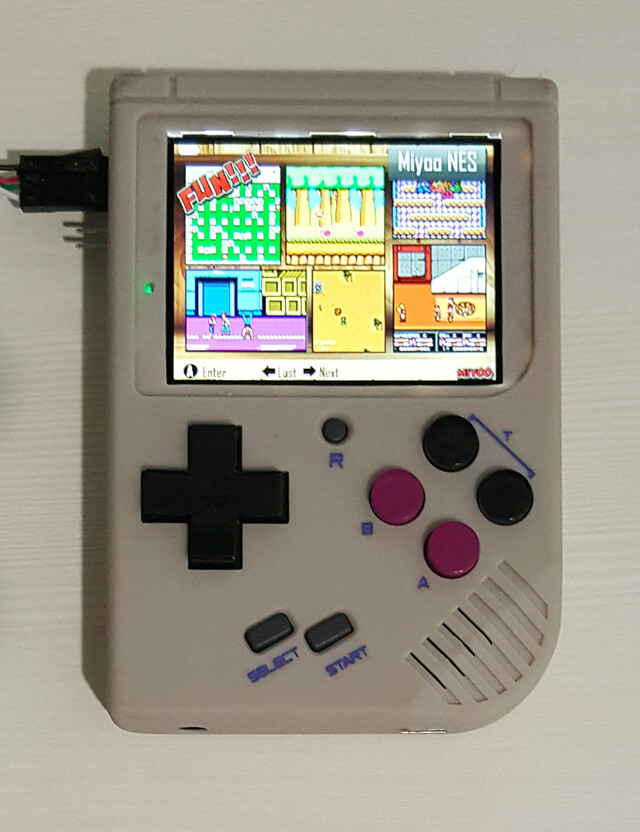 Miyoo NES
FUN!!!
A Enter
Last
Next
MIYOO
R
T
B
A
SELECT
START